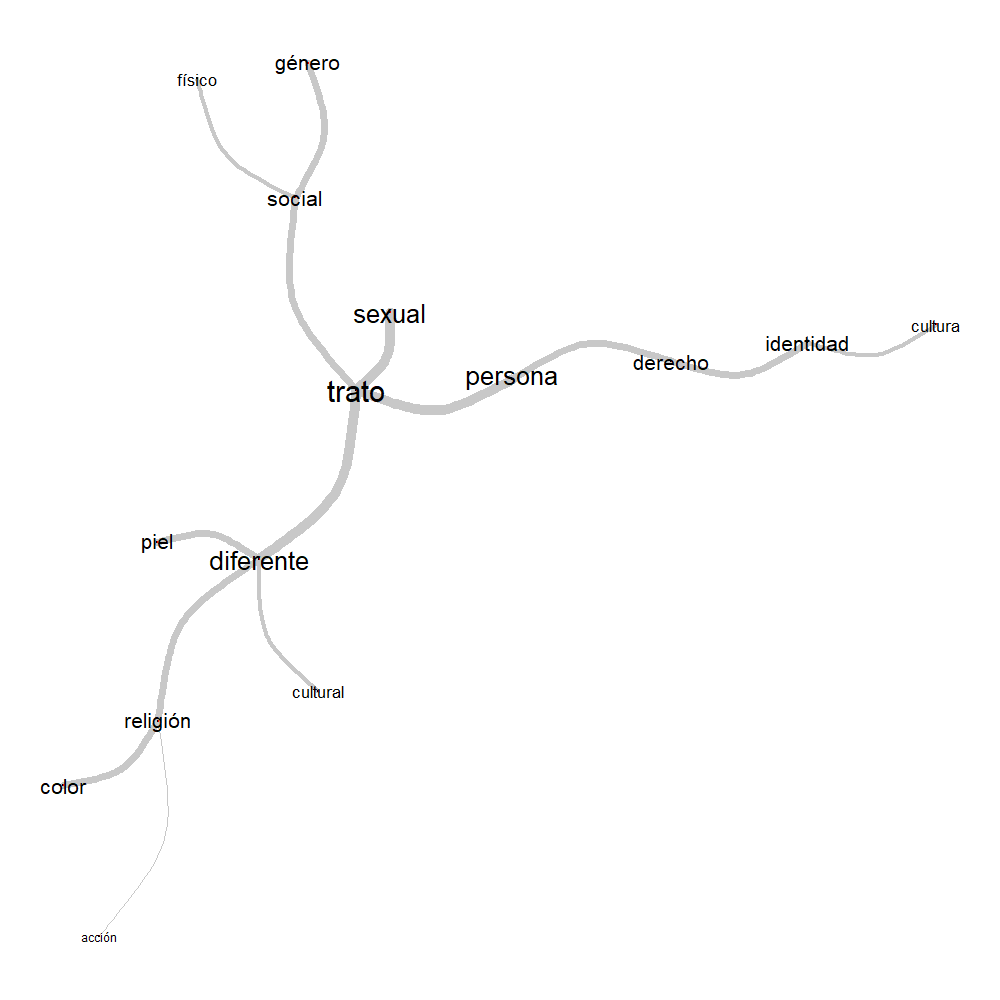 género
físico
social
sexual
cultura
identidad
derecho
persona
trato
piel
diferente
cultural
religión
color
acción